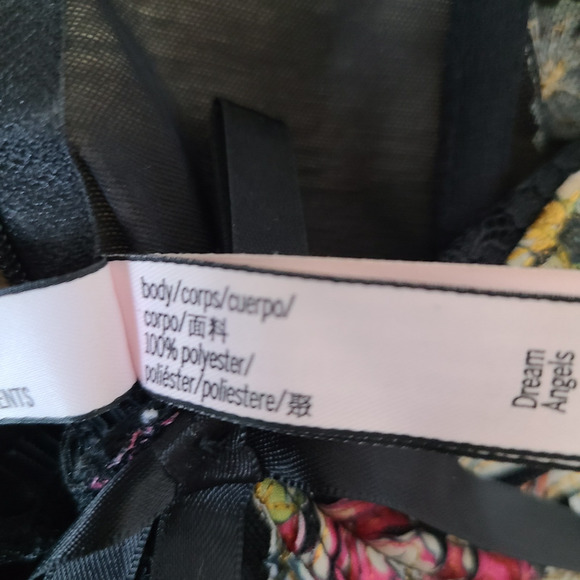 body/corps/cuerpo/
corpo/面料
100% polyester/
poliéster/poliestere/聚
Dream
Angels
ENTS